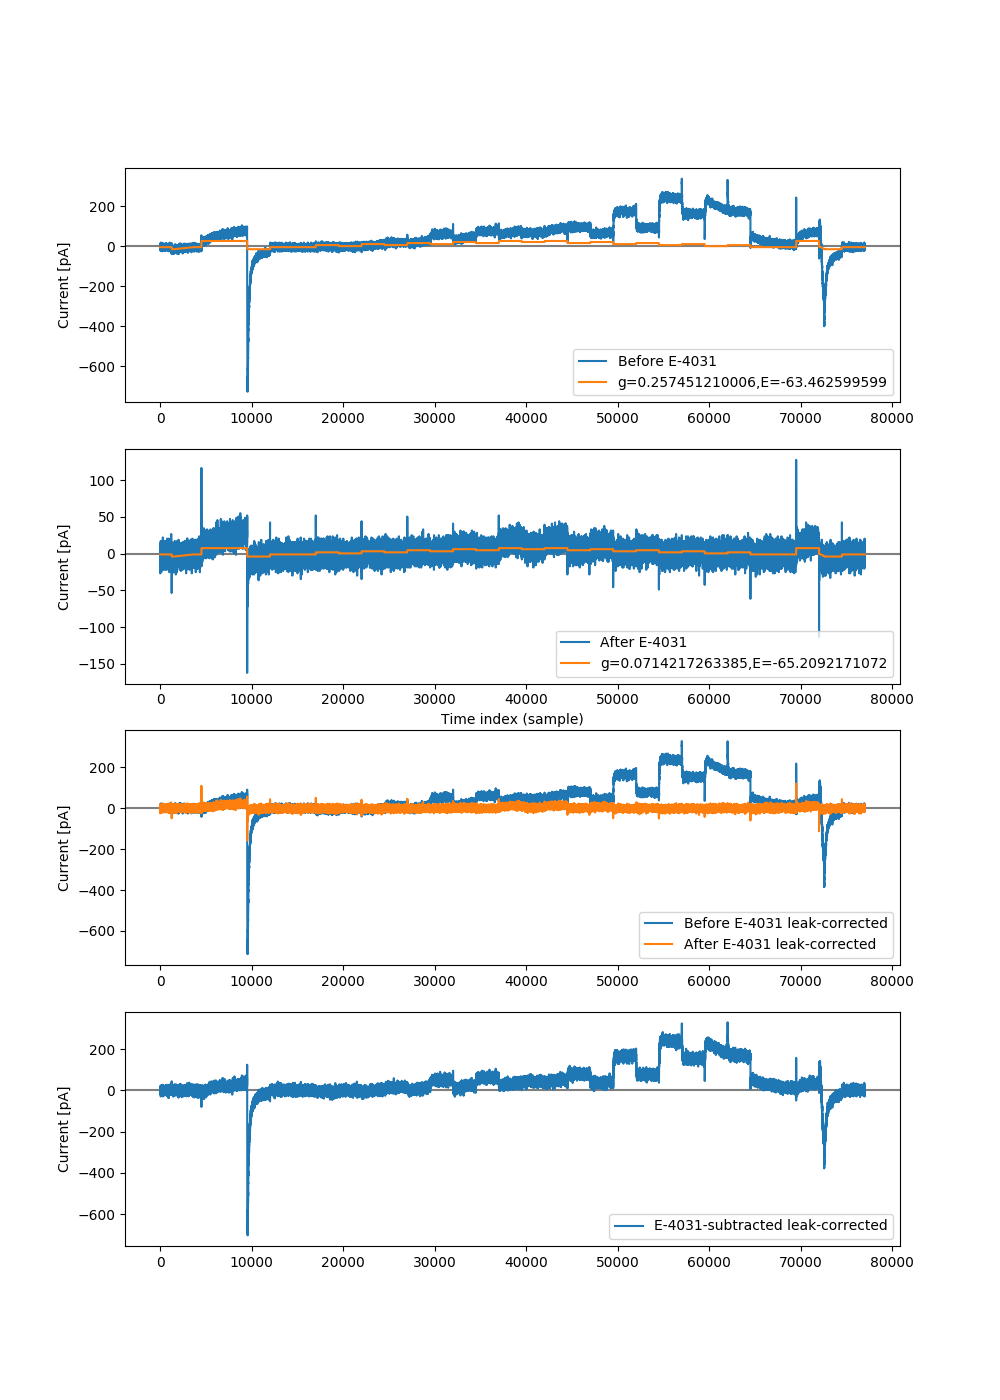 Current [pA]
200
0
−200
−400
−600
Before E-4031
g=0.257451210006,E=-63.462599599
0 10000 20000 30000 40000 50000 60000 70000 80000
Current [pA]
100
50
0
−50
−100
−150
After E-4031
g=0.0714217263385,E=-65.2092171072
0 10000 20000 30000 40000 50000 60000 70000 80000
Time index (sample)
Current [pA]
200
0
−200
−400
−600
Before E-4031 leak-corrected
After E-4031 leak-corrected
0 10000 20000 30000 40000 50000 60000 70000 80000
Current [pA]
200
0
−200
−400
−600
E-4031-subtracted leak-corrected
0 10000 20000 30000 40000 50000 60000 70000 80000